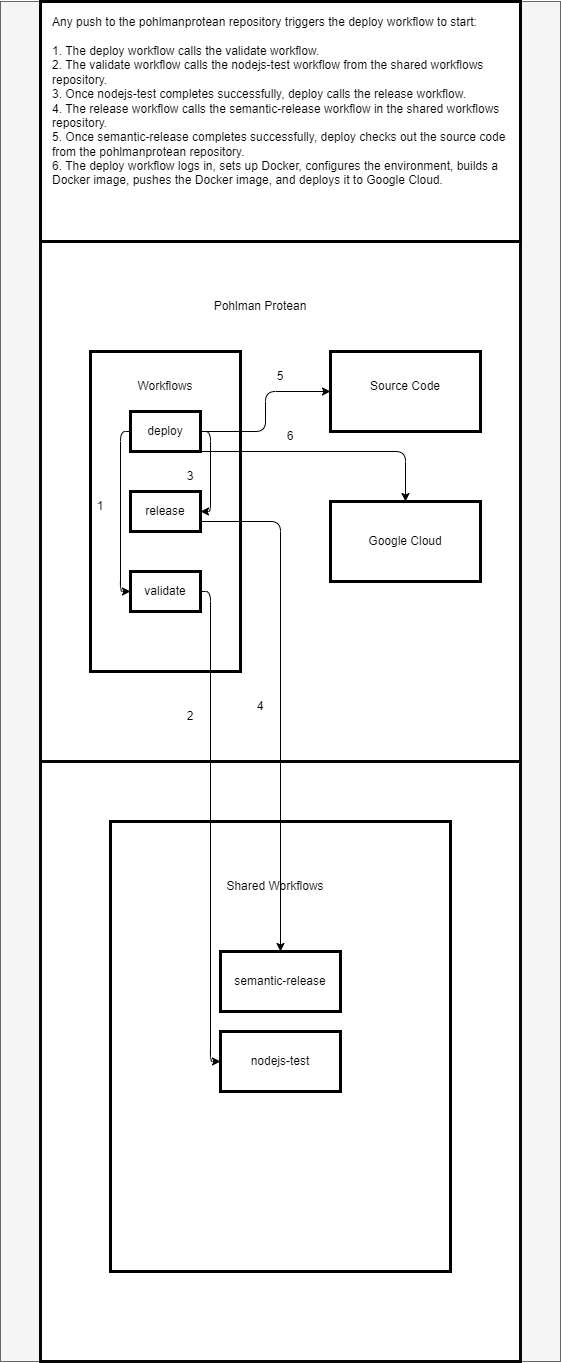 Any push to the pohlmanprotean repository triggers the deploy workflow to start:
1. The deploy workflow calls the validate workflow.
2. The validate workflow calls the nodejs-test workflow from the shared workflows
repository.
3. Once nodejs-test completes successfully, deploy calls the release workflow.
4. The release workflow calls the semantic-release workflow in the shared workflows
repository.
5. Once semantic-release completes successfully, deploy checks out the source code
from the pohlmanprotean repository.
6. The deploy workflow logs in, sets up Docker, configures the environment, builds a
Docker image, pushes the Docker image, and deploys it to Google Cloud.
Pohlman Protean
Workflows
5
Source Code
deploy
6
3
1
release
Google Cloud
validate
2
4
Shared Workflows
semantic-release
nodejs-test